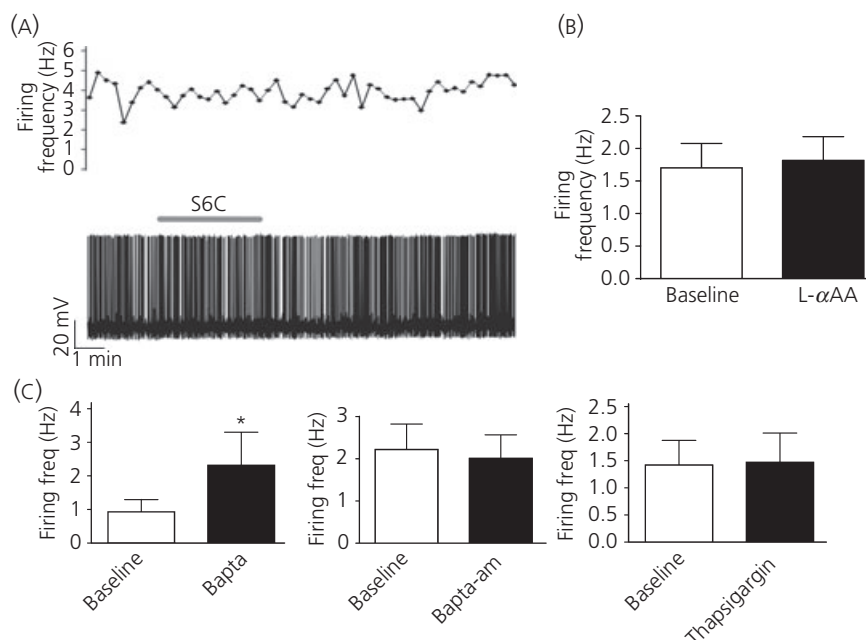 (A)
Firing
frequency (Hz)
6
5
4
3
2
1
0
S6C
20 mV
1 min
(B)
Firing
frequency (Hz)
2.5
2.0
1.5
1.0
0.5
0.0
Baseline
L-αAA
(C)
Firing freq (Hz)
4
3
2
1
0
*
Baseline
Bapta
Firing freq (Hz)
3
2
1
0
Baseline
Bapta-am
Firing freq (Hz)
2.5
2.0
1.5
1.0
0.5
0.0
Baseline
Thapsigargin